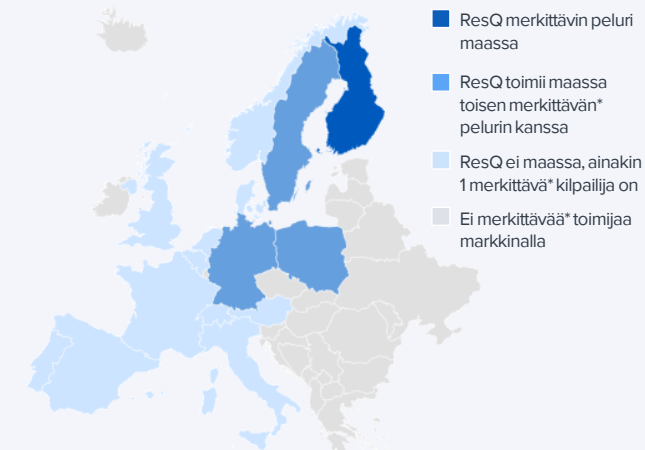 ResQ merkittävin peluri
maassa
ResQ toimii maassa
toisen merkittävän*
pelurin kanssa
ResQ ei maassa, ainakin
1 merkittävä* kilpailija on
Ei merkittävää* toimijaa
markkinalla